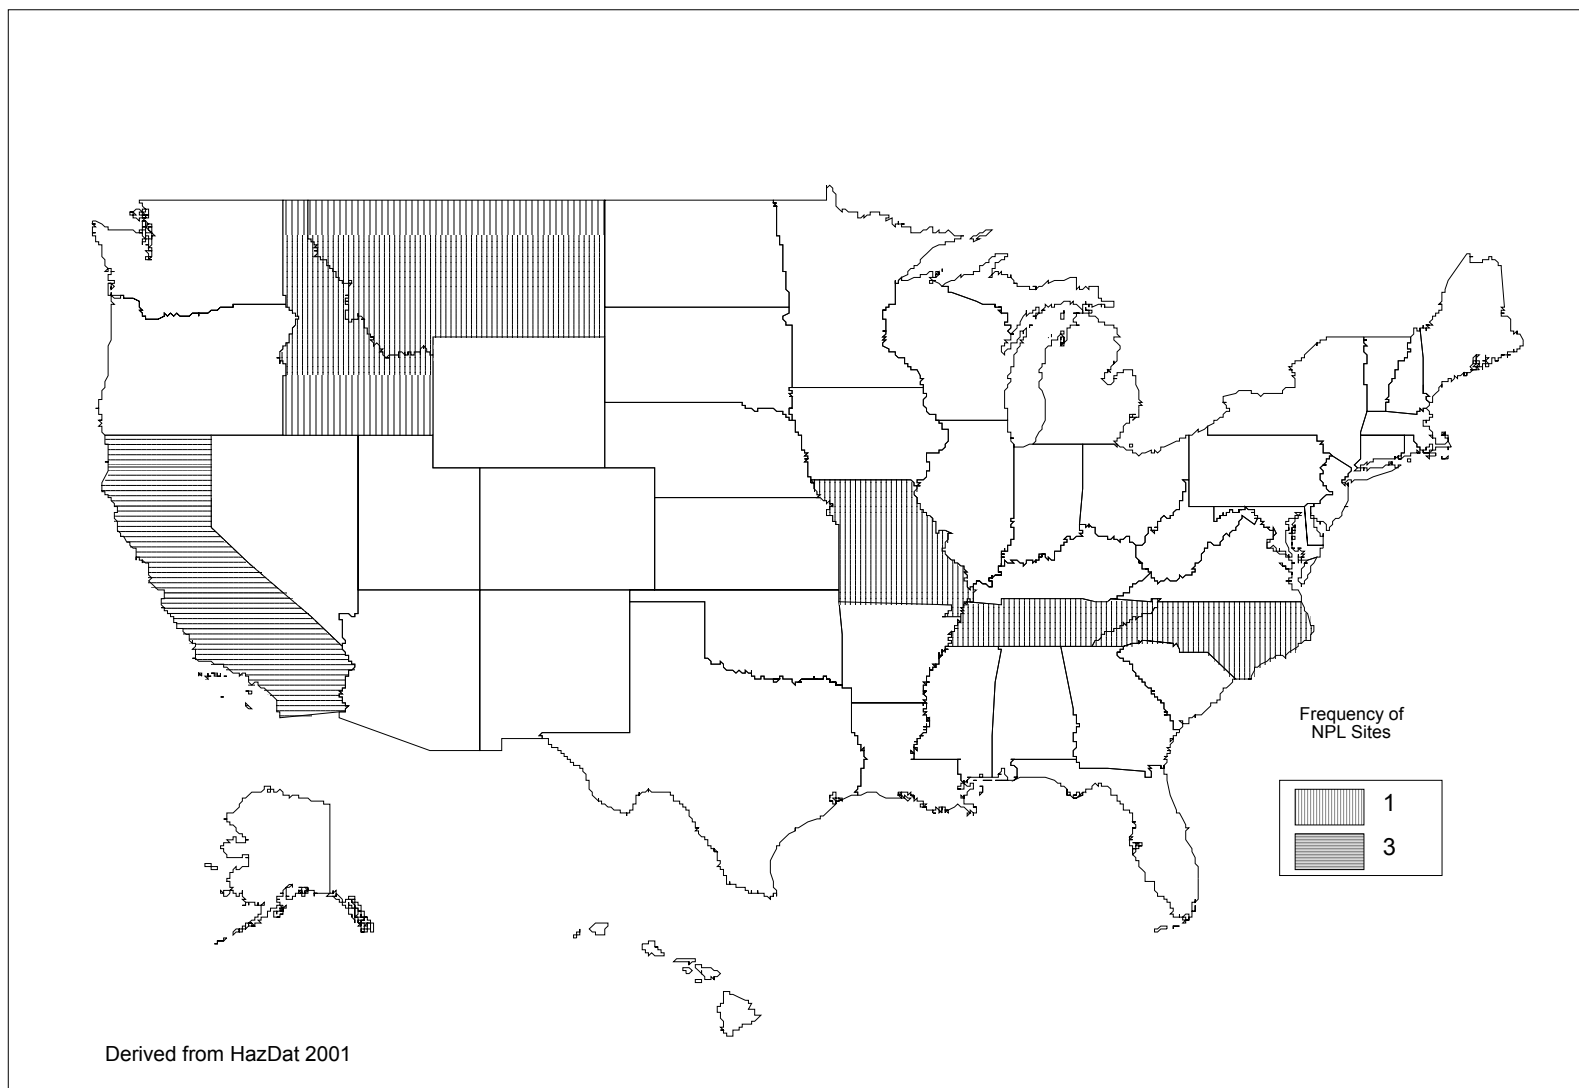 Frequency of
NPL Sites
1
3
Derived from HazDat 2001